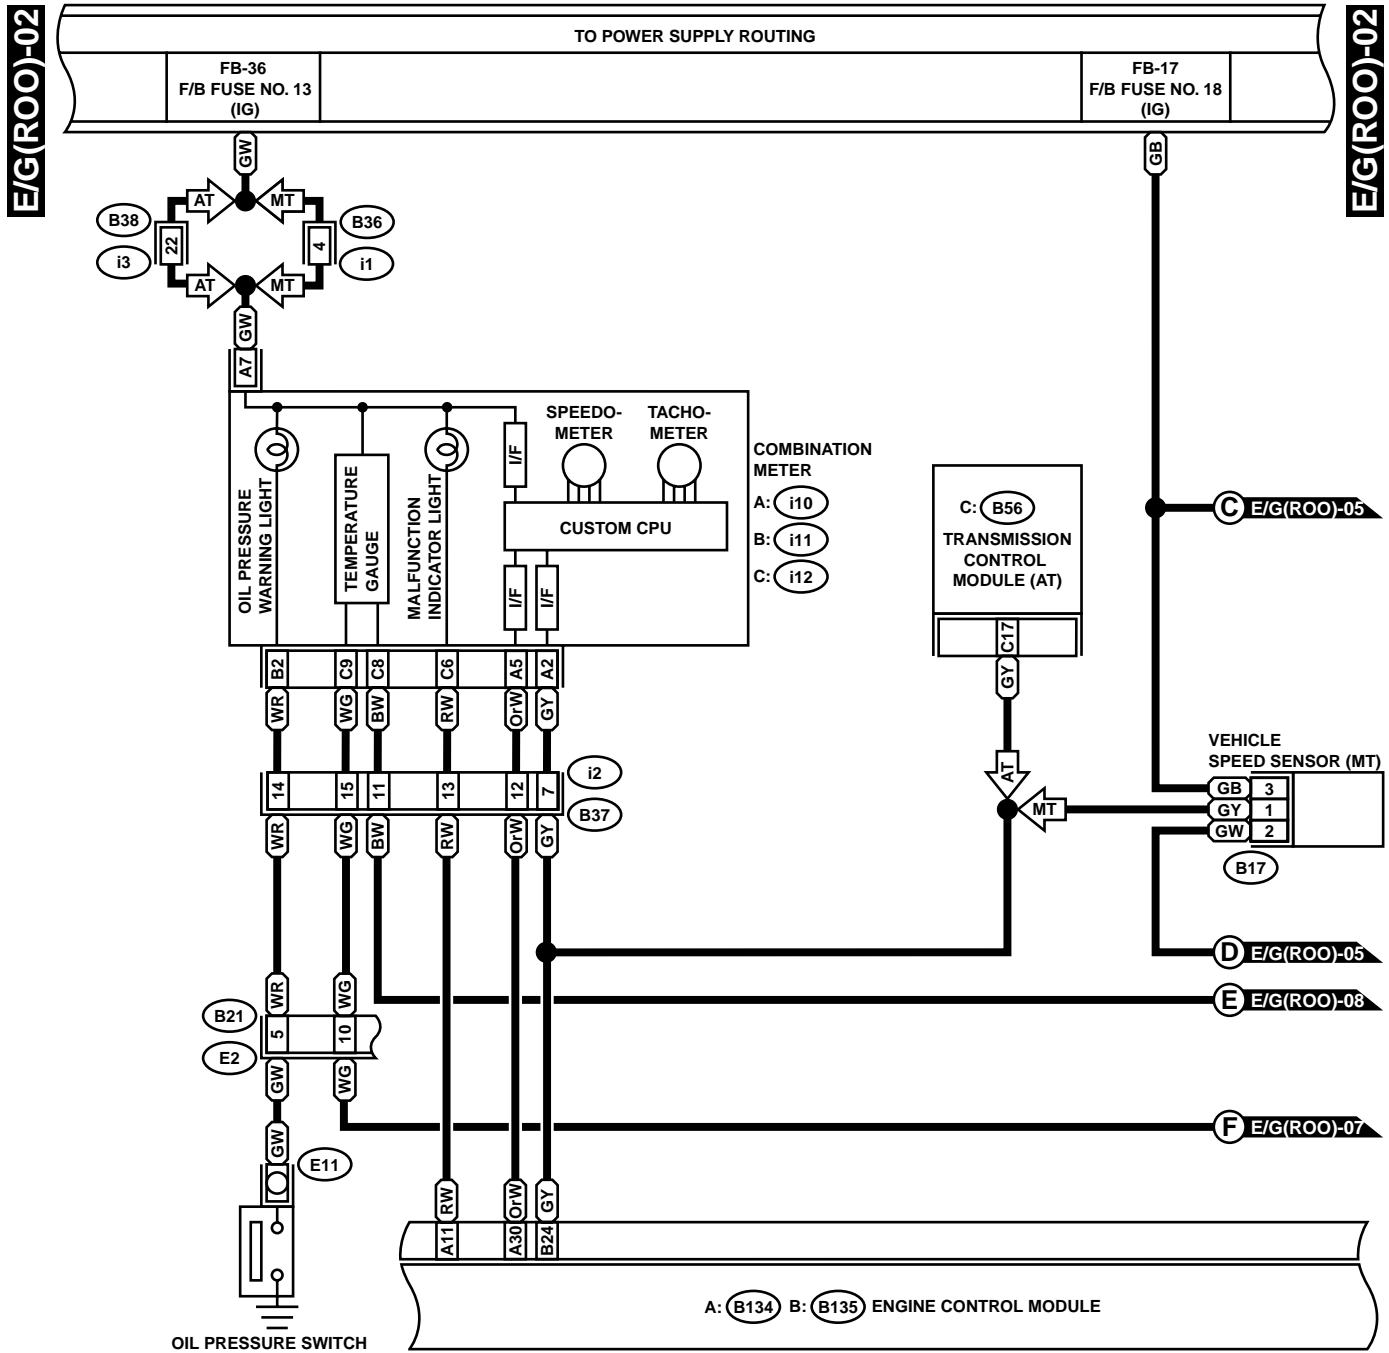 E/G(ROO)-02
E/G(ROO)-02
TO POWER SUPPLY ROUTING
FB-36
F/B FUSE NO. 13
(IG)
FB-17
F/B FUSE NO. 18
(IG)
GW
GB
AT
MT
B38
22
4
B36
i3
i1
AT
MT
GW
A7
OIL PRESSURE
WARNING LIGHT
TEMPERATURE
GAUGE
MALFUNCTION
INDICATOR LIGHT
I/F
SPEEDO-
METER
TACHO-
METER
CUSTOM CPU
I/F
I/F
COMBINATION
METER
A: i10
B: i11
C: i12
C: B56
TRANSMISSION
CONTROL
MODULE (AT)
C17
GY
C E/G(ROO)-05
B2
C9
C8
C6
A5
A2
WR
WG
BW
RW
OrW
GY
14
15
11
13
12
7
i2
B37
WR
WG
BW
RW
OrW
GY
AT
MT
VEHICLE
SPEED SENSOR (MT)
GB 3
GY 1
GW 2
B17
D E/G(ROO)-05
E E/G(ROO)-08
WR
WG
B21
5
10
E2
GW
WG
F E/G(ROO)-07
GW
E11
RW
OrW
GY
A11
A30
B24
A: B134 B: B135 ENGINE CONTROL MODULE
OIL PRESSURE SWITCH